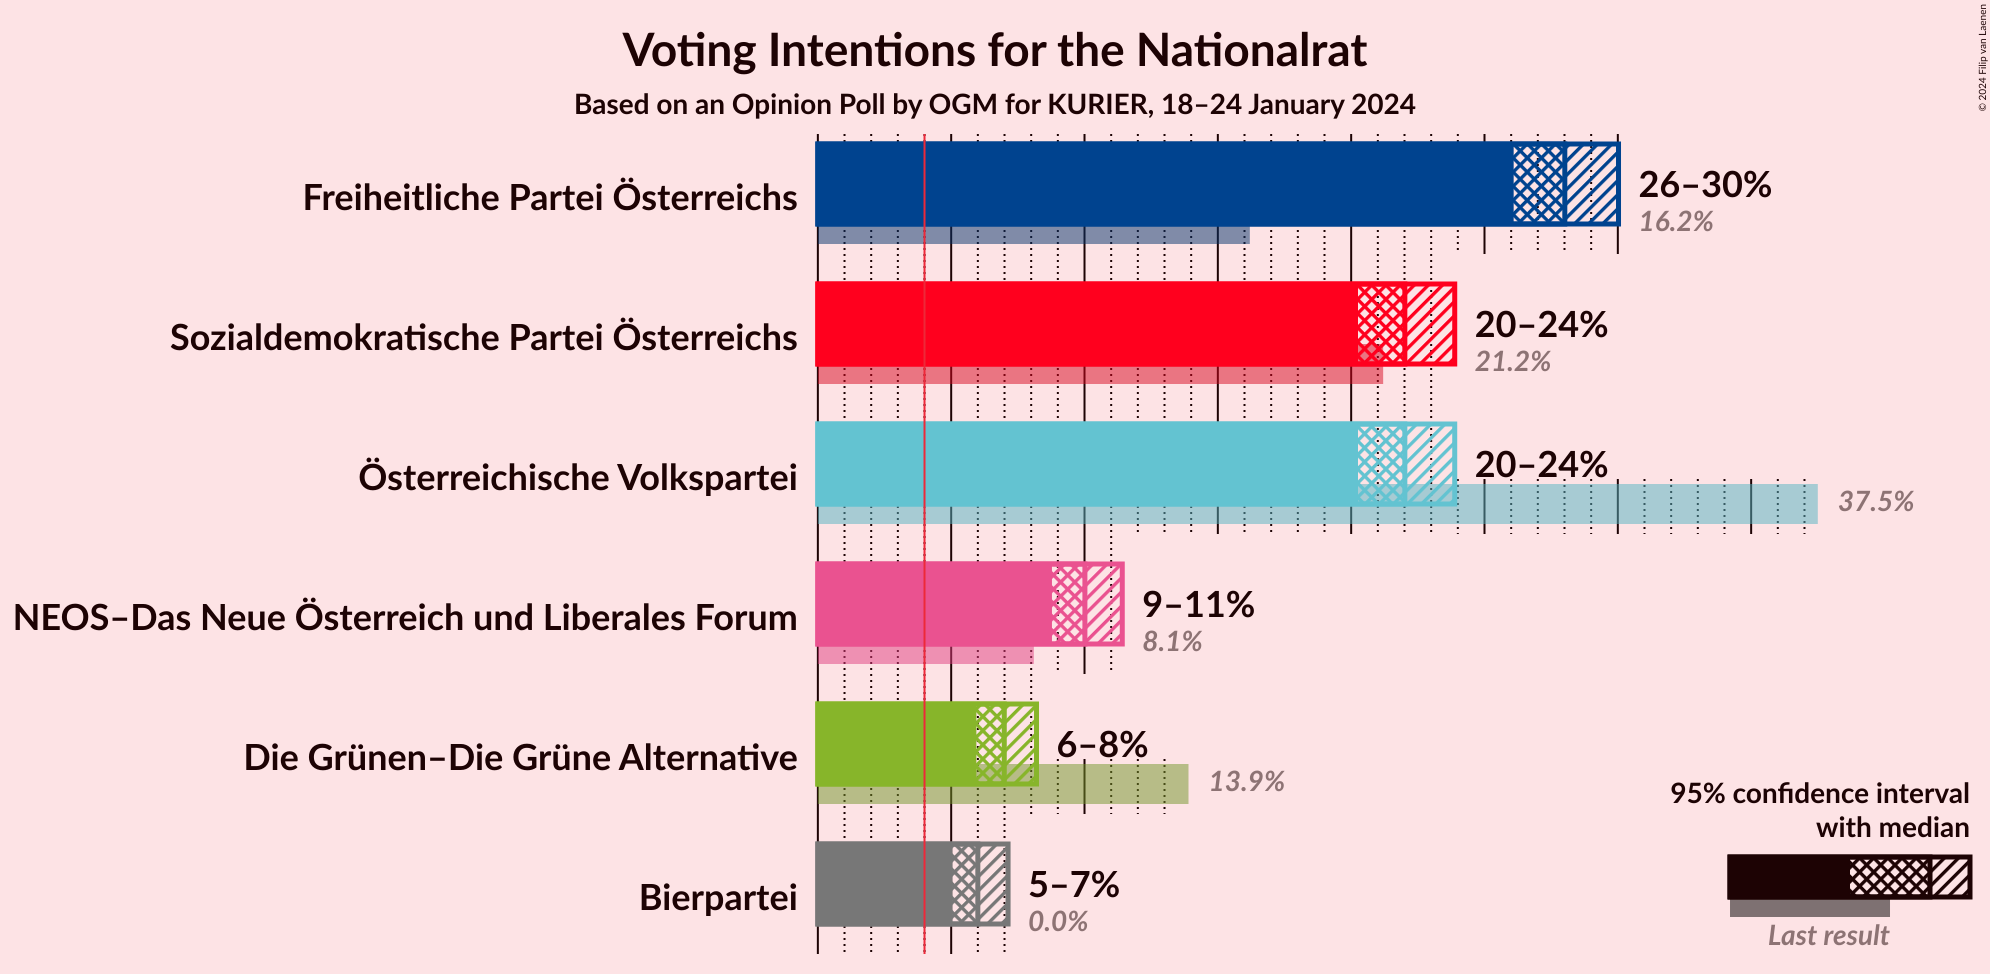 Voting Intentions for the Nationalrat
Based on an Opinion Poll by OGM for KURIER, 18–24 January 2024
© 2024 Filip van Laenen
Freiheitliche Partei Österreichs
26–30%
16.2%
Sozialdemokratische Partei Österreichs
20–24%
21.2%
Österreichische Volkspartei
20–24%
37.5%
NEOS–Das Neue Österreich und Liberales Forum
9–11%
8.1%
Die Grünen–Die Grüne Alternative
6–8%
13.9%
Bierpartei
5–7%
0.0%
95% confidence interval
with median
Last result